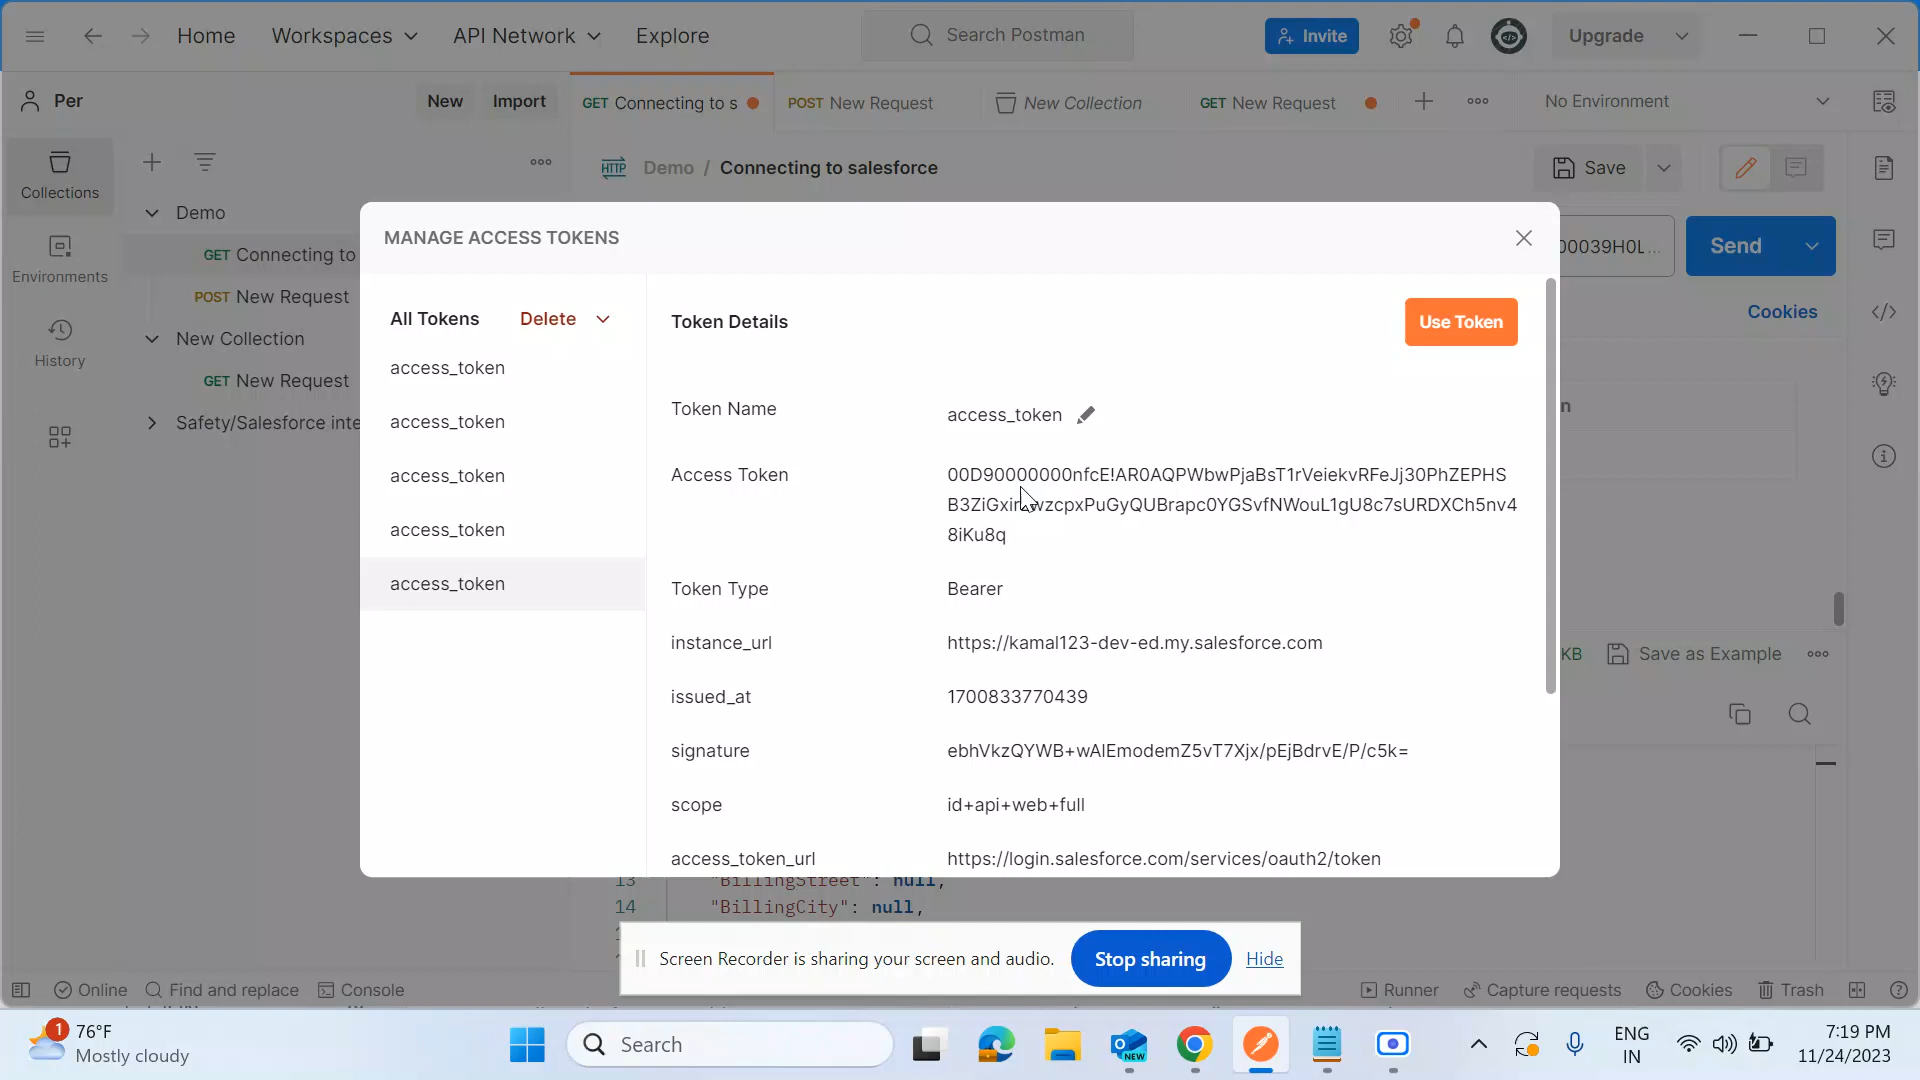 Home
Workspaces
API Network
Explore
Search Postman
Invite
Upgrade
Per
New
Import
GET Connecting to s
POST New Request
New Collection
GET New Request
No Environment
Collections
Environments
History
Demo
GET Connecting to
POST New Request
New Collection
GET New Request
Safety/Salesforce inte
HTTP
Demo / Connecting to salesforce
Save
00039H0L...
Send
Cookies
MANAGE ACCESS TOKENS
All Tokens
Delete
access_token
access_token
access_token
access_token
access_token
Token Details
Use Token
Token Name
access_token
Access Token
00D90000000nfcE!AR0AQPWbwPjaBsT1rVeiekvRFeJj30PhZEPHS
8iKu8q
Token Type
Bearer
instance_url
https://kamal123-dev-ed.my.salesforce.com
issued_at
1700833770439
signature
ebhVkzQYWB+wAlEmodemZ5vT7Xjx/pEjBdrvE/P/c5k=
scope
id+api+web+full
access_token_url
https://login.salesforce.com/services/oauth2/token
KB
Save as Example
13 "BillingStreet": null,
14 "BillingCity": null,
Screen Recorder is sharing your screen and audio.
Stop sharing
Hide
Online
Find and replace
Console
Runner
Capture requests
Cookies
Trash
1
76°F
Mostly cloudy
Search
NEW
ENG
IN
7:19 PM
11/24/2023